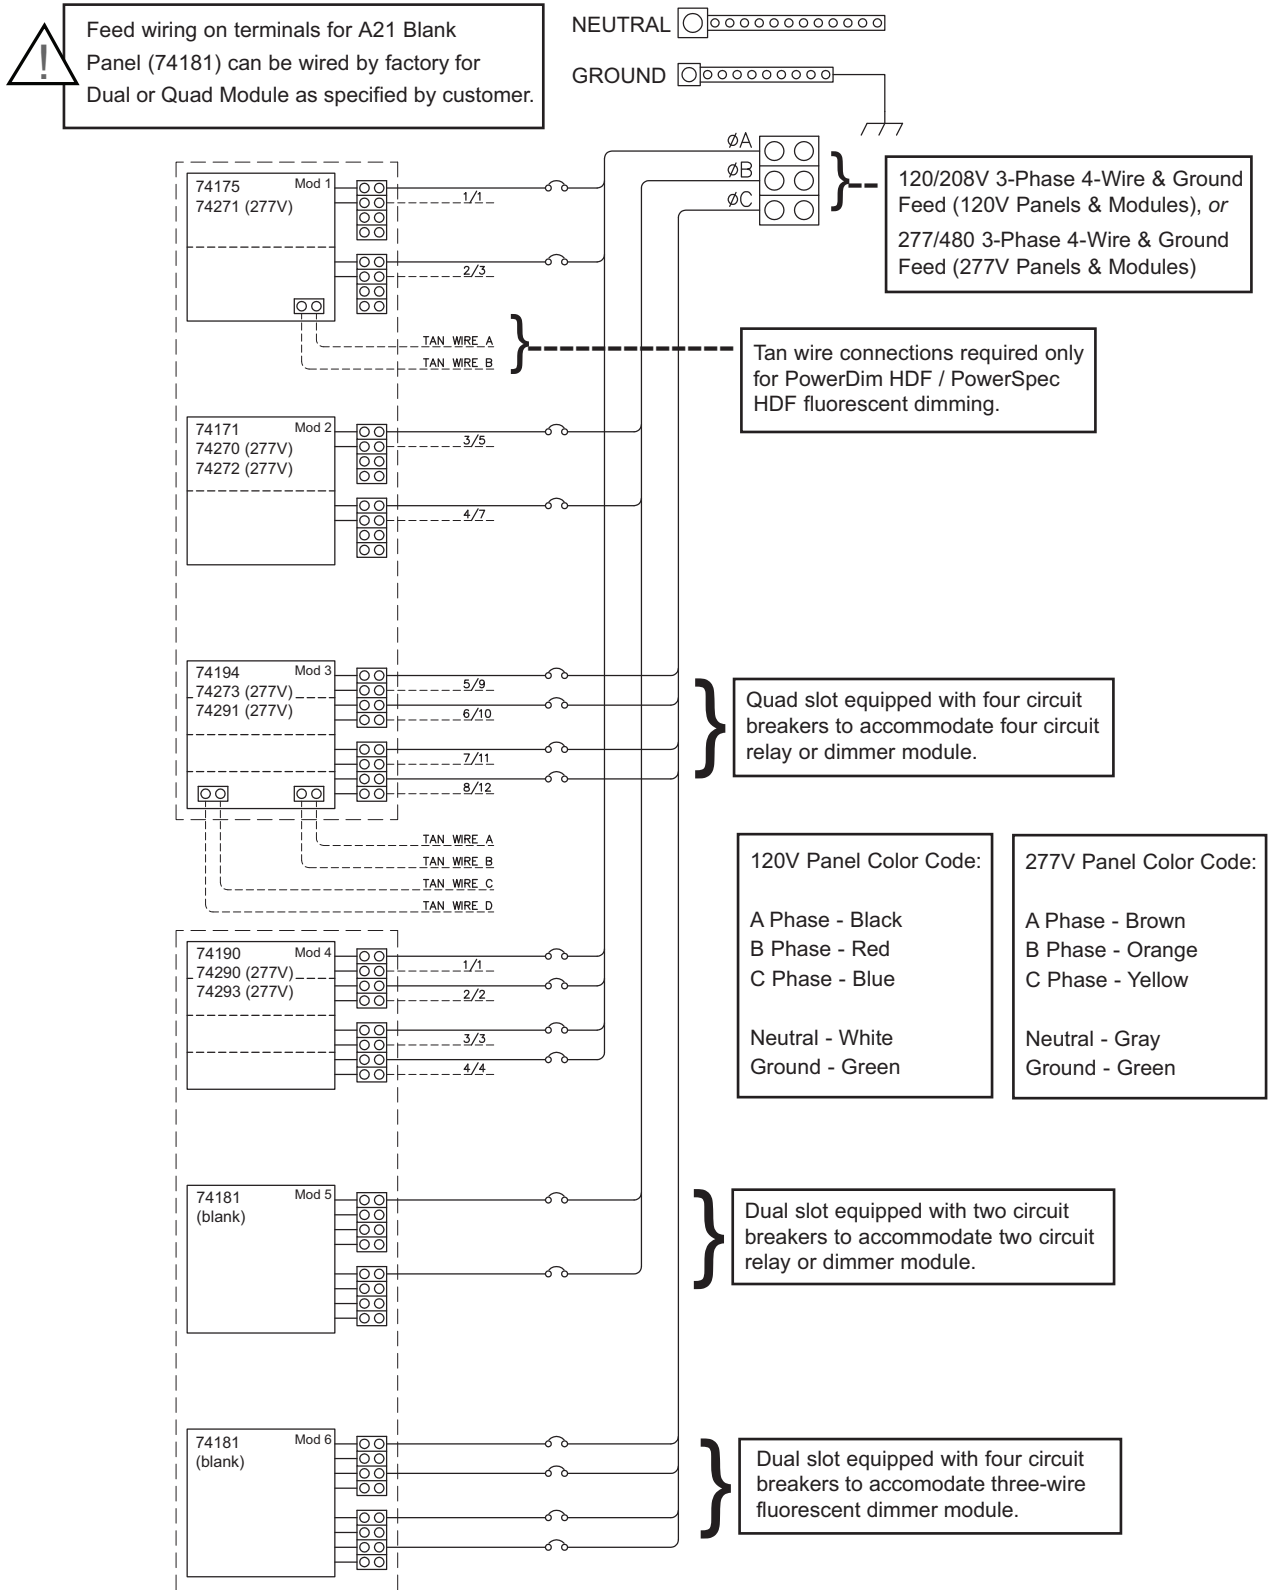 Feed wiring on terminals for A21 Blank
Panel (74181) can be wired by factory for
Dual or Quad Module as specified by customer.
!
NEUTRAL
GROUND
øA
øB
øC
120/208V 3-Phase 4-Wire & Ground
Feed (120V Panels & Modules), or
277/480 3-Phase 4-Wire & Ground
Feed (277V Panels & Modules)
74175
74271 (277V)
Mod 1
1/1
2/3
TAN WIRE A
TAN WIRE B
Tan wire connections required only
for PowerDim HDF / PowerSpec
HDF fluorescent dimming.
74171
74270 (277V)
74272 (277V)
Mod 2
3/5
4/7
74194
74273 (277V)
74291 (277V)
Mod 3
5/9
6/10
7/11
8/12
Quad slot equipped with four circuit
breakers to accommodate four circuit
relay or dimmer module.
TAN WIRE A
TAN WIRE B
TAN WIRE C
TAN WIRE D
120V Panel Color Code:
A Phase - Black
B Phase - Red
C Phase - Blue
Neutral - White
Ground - Green
277V Panel Color Code:
A Phase - Brown
B Phase - Orange
C Phase - Yellow
Neutral - Gray
Ground - Green
74190
74290 (277V)
74293 (277V)
Mod 4
1/1
2/2
3/3
4/4
74181
(blank)
Mod 5
Dual slot equipped with two circuit
breakers to accommodate two circuit
relay or dimmer module.
74181
(blank)
Mod 6
Dual slot equipped with four circuit
breakers to accomodate three-wire
fluorescent dimmer module.